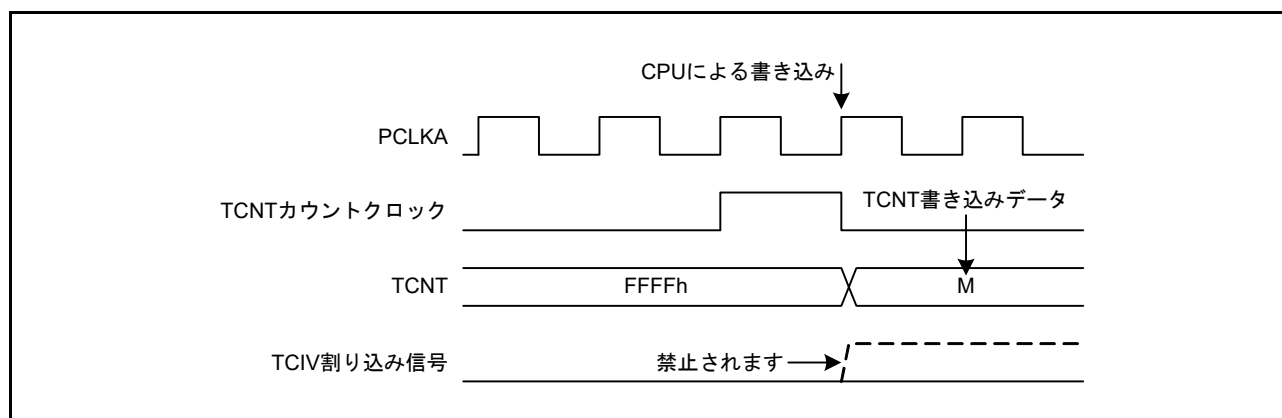 CPUによる書き込み
PCLKA
TCNTカウントクロック
TCNT書き込みデータ
TCNT
FFFFh
M
TCIV割り込み信号
禁止されます